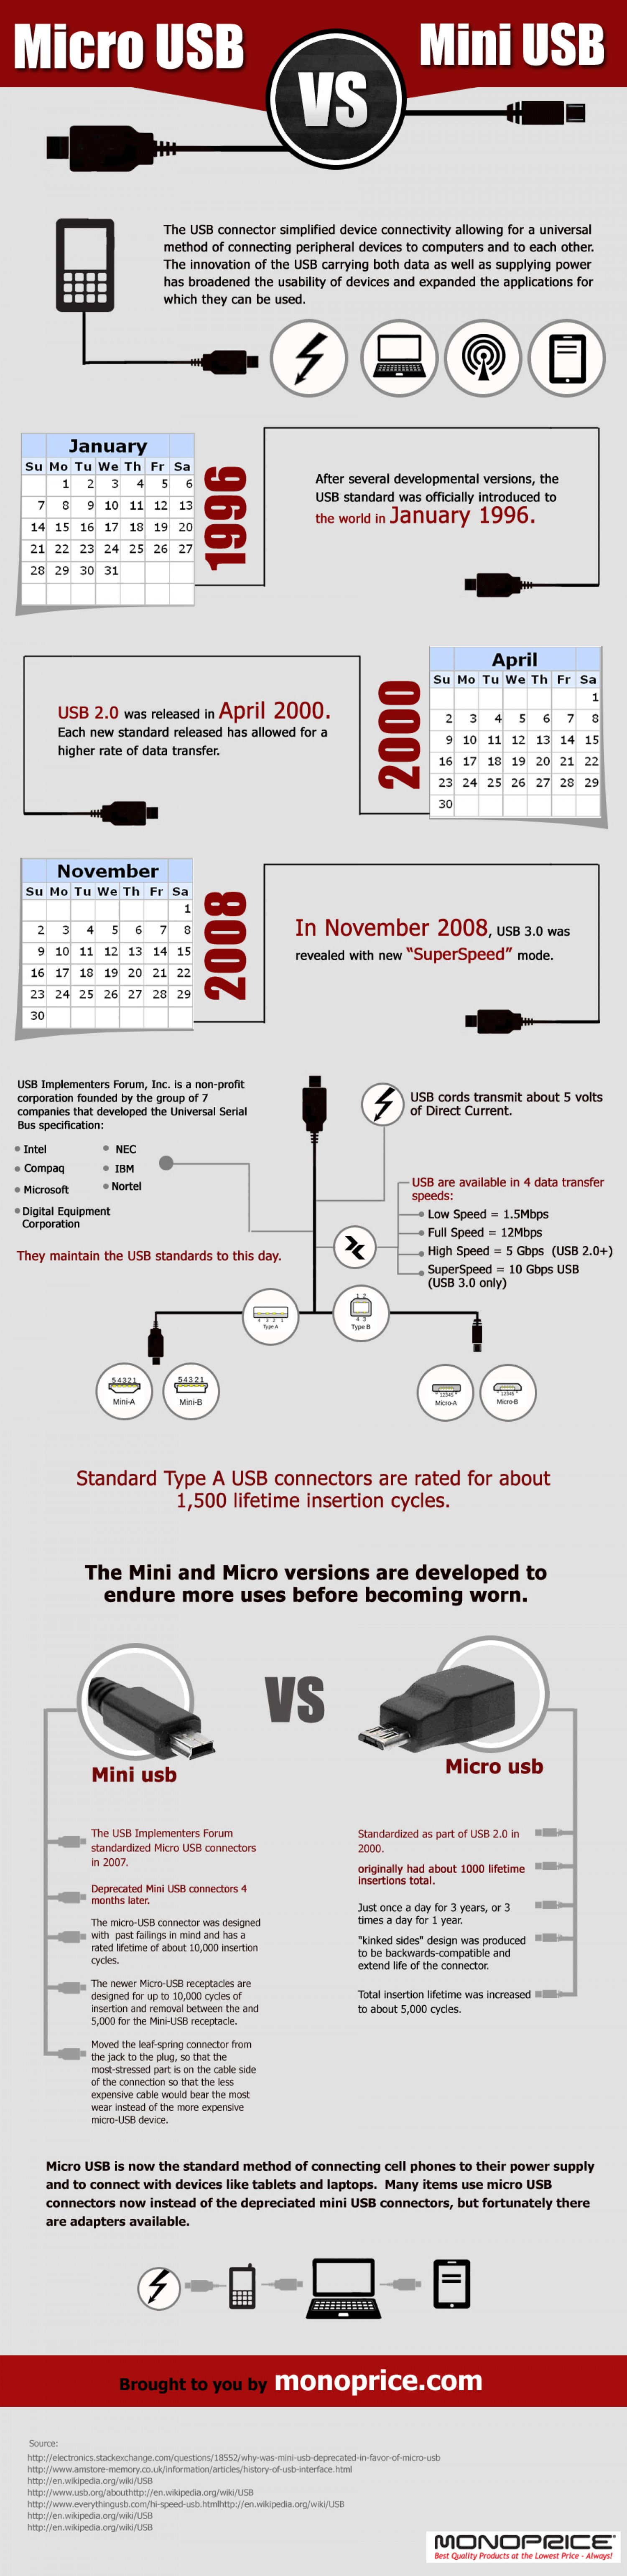 Micro USB
VS
Mini USB
The USB connector simplified device connectivity allowing for a universal
method of connecting peripheral devices to computers and to each other.
The innovation of the USB carrying both data as well as supplying power
has broadened the usability of devices and expanded the applications for
which they can be used.
January
Su Mo Tu We Th Fr Sa
1 2 3 4 5 6
7 8 9 10 11 12 13
14 15 16 17 18 19 20
21 22 23 24 25 26 27
28 29 30 31
1996
After several developmental versions, the
USB standard was officially introduced to
the world in January 1996.
USB 2.0 was released in April 2000.
Each new standard released has allowed for a
higher rate of data transfer.
2000
April
Su Mo Tu We Th Fr Sa
1
2 3 4 5 6 7 8
9 10 11 12 13 14 15
16 17 18 19 20 21 22
23 24 25 26 27 28 29
30
November
Su Mo Tu We Th Fr Sa
1
2 3 4 5 6 7 8
9 10 11 12 13 14 15
16 17 18 19 20 21 22
23 24 25 26 27 28 29
30
2008
In November 2008, USB 3.0 was
revealed with new "SuperSpeed" mode.
USB Implementers Forum, Inc. is a non-profit
corporation founded by the group of 7
companies that developed the Universal Serial
Bus specification:
Intel
Compaq
Microsoft
Digital Equipment
Corporation
NEC
IBM
Nortel
They maintain the USB standards to this day.
USB cords transmit about 5 volts
of Direct Current.
USB are available in 4 data transfer
speeds:
Low Speed = 1.5Mbps
Full Speed = 12Mbps
High Speed = 5 Gbps (USB 2.0+)
SuperSpeed = 10 Gbps USB
(USB 3.0 only)
4 3 2 1
Type A
1 2
4 3
Type B
54321
Mini-A
54321
Mini-B
12345
Micro-A
12345
Micro-B
Standard Type A USB connectors are rated for about
1,500 lifetime insertion cycles.
The Mini and Micro versions are developed to
endure more uses before becoming worn.
VS
Mini usb
Micro usb
The USB Implementers Forum
standardized Micro USB connectors
in 2007.
Deprecated Mini USB connectors 4
months later.
The micro-USB connector was designed
with past failings in mind and has a
rated lifetime of about 10,000 insertion
cycles.
The newer Micro-USB receptacles are
designed for up to 10,000 cycles of
insertion and removal between the and
5,000 for the Mini-USB receptacle.
Moved the leaf-spring connector from
the jack to the plug, so that the
most-stressed part is on the cable side
of the connection so that the less
expensive cable would bear the most
wear instead of the more expensive
micro-USB device.
Standardized as part of USB 2.0 in
2000.
originally had about 1000 lifetime
insertions total.
Just once a day for 3 years, or 3
times a day for 1 year.
"kinked sides" design was produced
to be backwards-compatible and
extend life of the connector.
Total insertion lifetime was increased
to about 5,000 cycles.
Micro USB is now the standard method of connecting cell phones to their power supply
and to connect with devices like tablets and laptops. Many items use micro USB
connectors now instead of the depreciated mini USB connectors, but fortunately there
are adapters available.
Brought to you by monoprice.com
Source:
http://electronics.stackexchange.com/questions/18552/why-was-mini-usb-deprecated-in-favor-of-micro-usb
http://www.amstore-memory.co.uk/information/articles/history-of-usb-interface.html
http://en.wikipedia.org/wiki/USB
http://www.usb.org/abouthttp://en.wikipedia.org/wiki/USB
http://www.everythingusb.com/hi-speed-usb.htmlhttp://en.wikipedia.org/wiki/USB
http://en.wikipedia.org/wiki/USB
http://en.wikipedia.org/wiki/USB
MONOPRICE
Best Quality Products at the Lowest Price - Always!